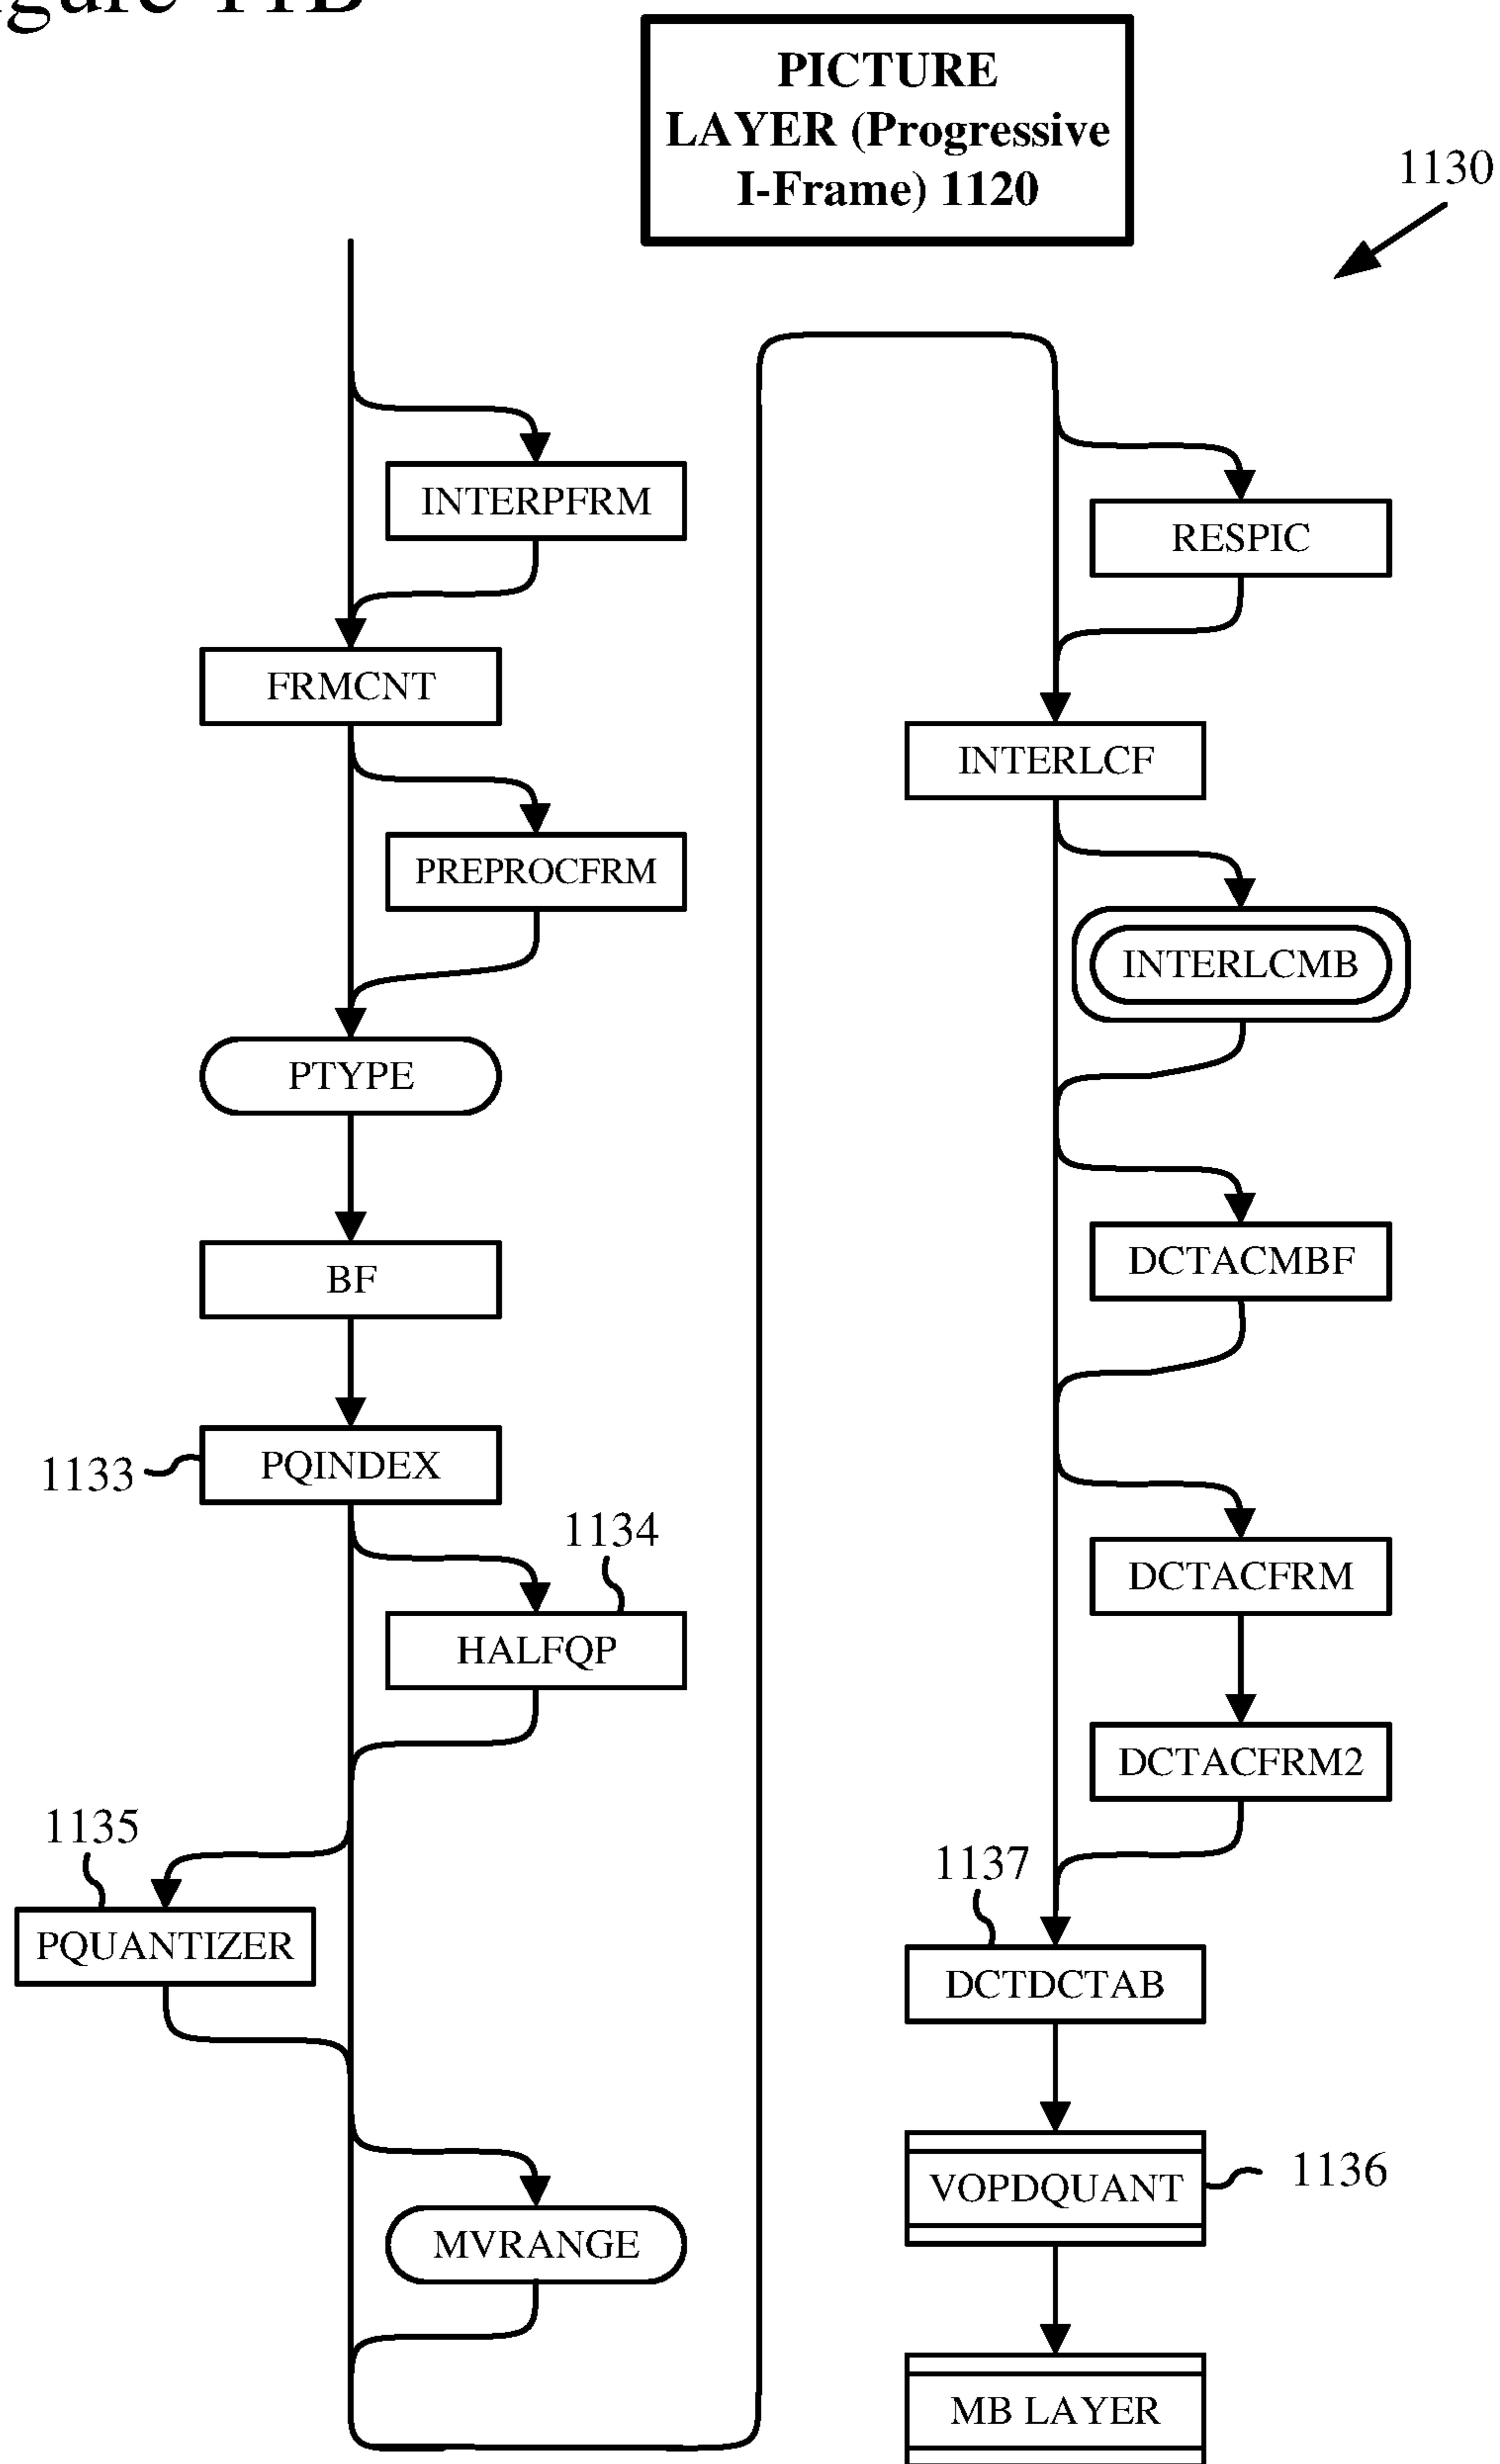 PICTURE
LAYER (Progressive
I-Frame) 1120
1130
INTERPFRM
FRMCNT
PREPROCFRM
PTYPE
BF
1133
PQINDEX
1134
HALFQP
1135
PQUANTIZER
MVRANGE
RESPIC
INTERLCF
INTERLCMB
DCTACMBF
DCTACFRM
DCTACFRM2
1137
DCTDCTAB
VOPDQUANT
1136
MB LAYER